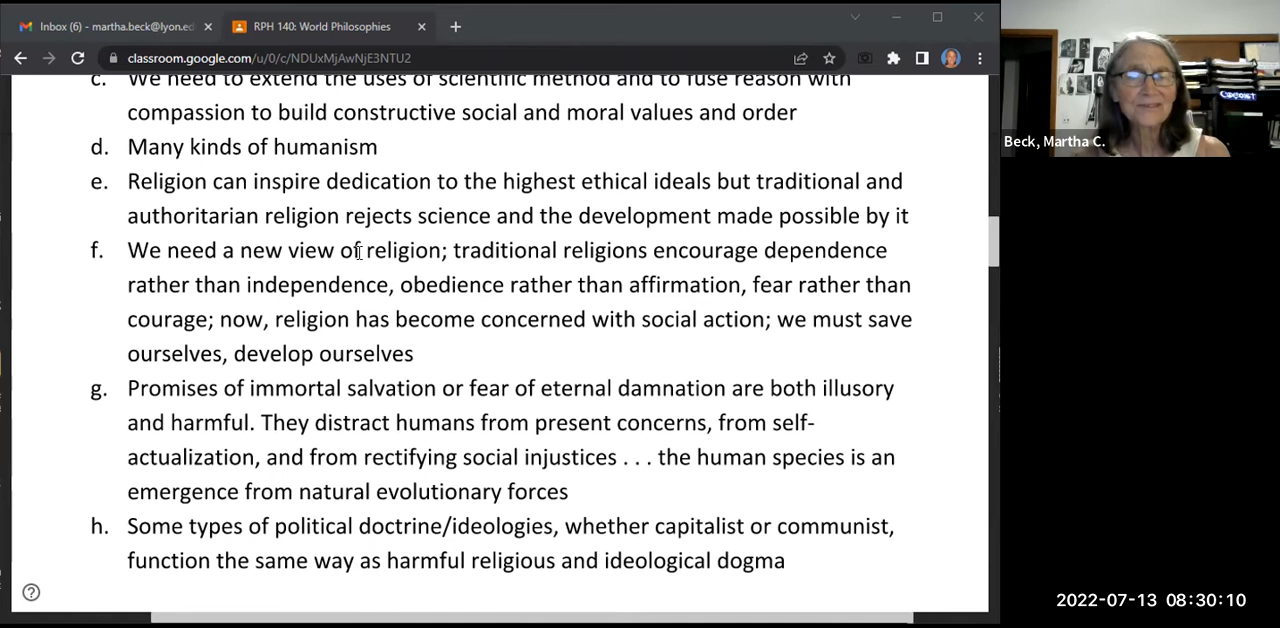 Inbox (6) - martha.beck@lyon.ed
RPH 140: World Philosophies
classroom.google.com/u/0/c/NDUxMjAwNjE3NTU2
c. We need to extend the uses of scientific method and to fuse reason with
compassion to build constructive social and moral values and order
d. Many kinds of humanism
e. Religion can inspire dedication to the highest ethical ideals but traditional and
authoritarian religion rejects science and the development made possible by it
f. We need a new view of religion; traditional religions encourage dependence
rather than independence, obedience rather than affirmation, fear rather than
courage; now, religion has become concerned with social action; we must save
ourselves, develop ourselves
g. Promises of immortal salvation or fear of eternal damnation are both illusory
and harmful. They distract humans from present concerns, from self-
actualization, and from rectifying social injustices . . . the human species is an
emergence from natural evolutionary forces
h. Some types of political doctrine/ideologies, whether capitalist or communist,
function the same way as harmful religious and ideological dogma
Beck, Martha C.
2022-07-13 08:30:10